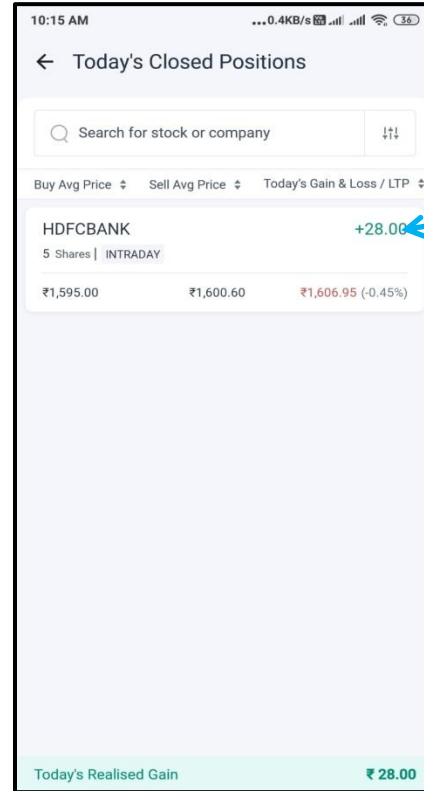 10:15 AM ...0.4KB/s 36
Today's Closed Positions
Search for stock or company
Buy Avg Price Sell Avg Price Today's Gain & Loss / LTP
HDFCBANK +28.00
5 Shares | INTRADAY
₹1,595.00 ₹1,600.60 ₹1,606.95 (-0.45%)
Today's Realised Gain ₹ 28.00